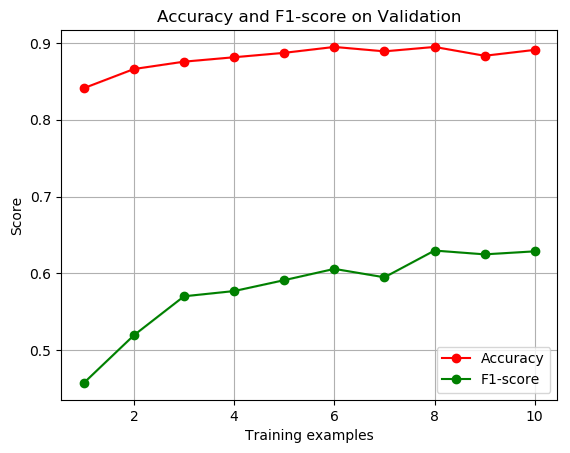 Accuracy and F1-score on Validation
0.9
0.8
0.7
0.6
0.5
Score
2 4 6 8 10
Training examples
Accuracy
F1-score